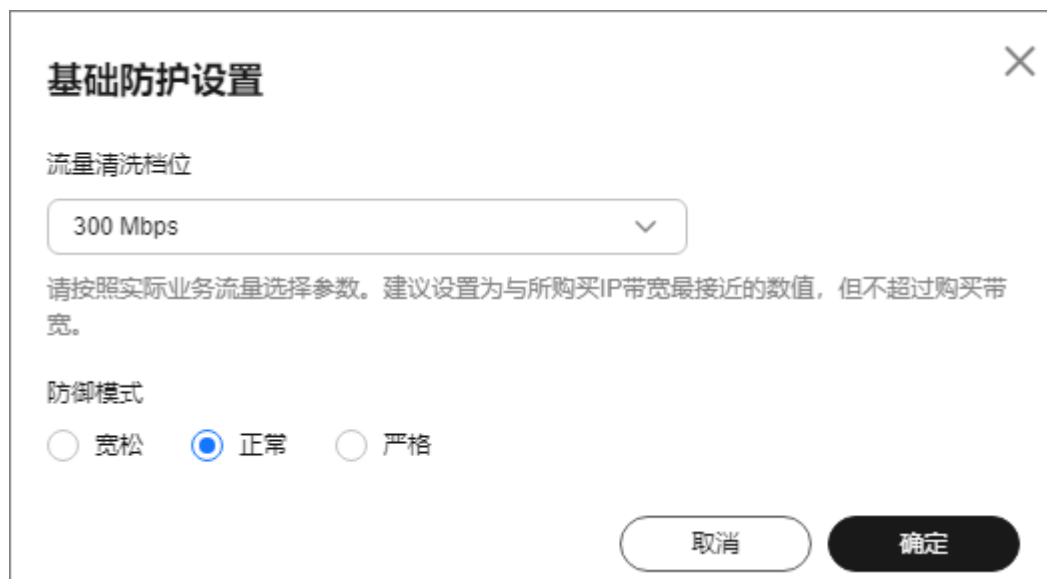 基础防护设置
流量清洗档位
300 Mbps
请按照实际业务流量选择参数。建议设置为与所购买IP带宽最接近的数值，但不超过购买带
宽。
防御模式
宽松 正常 严格
取消 确定